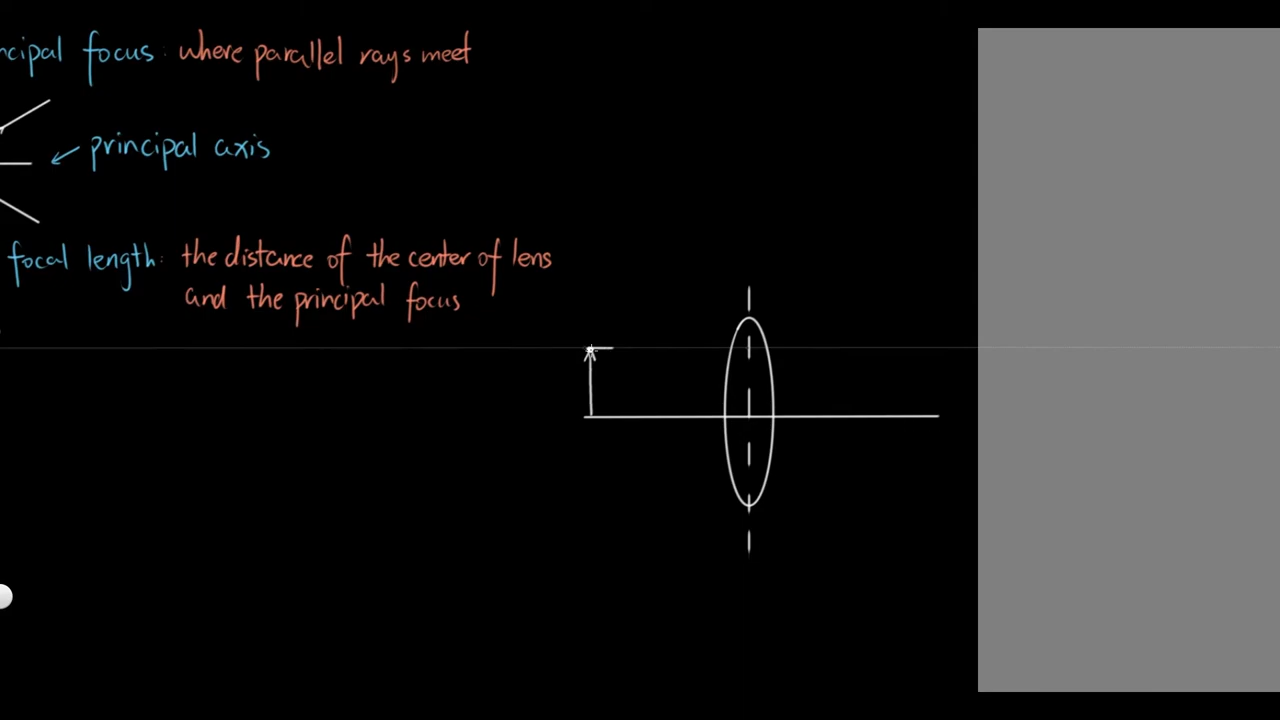 ncipal focus: where parallel rays meet
principal axis
focal length: the distance of the center of lens
and the principal focus